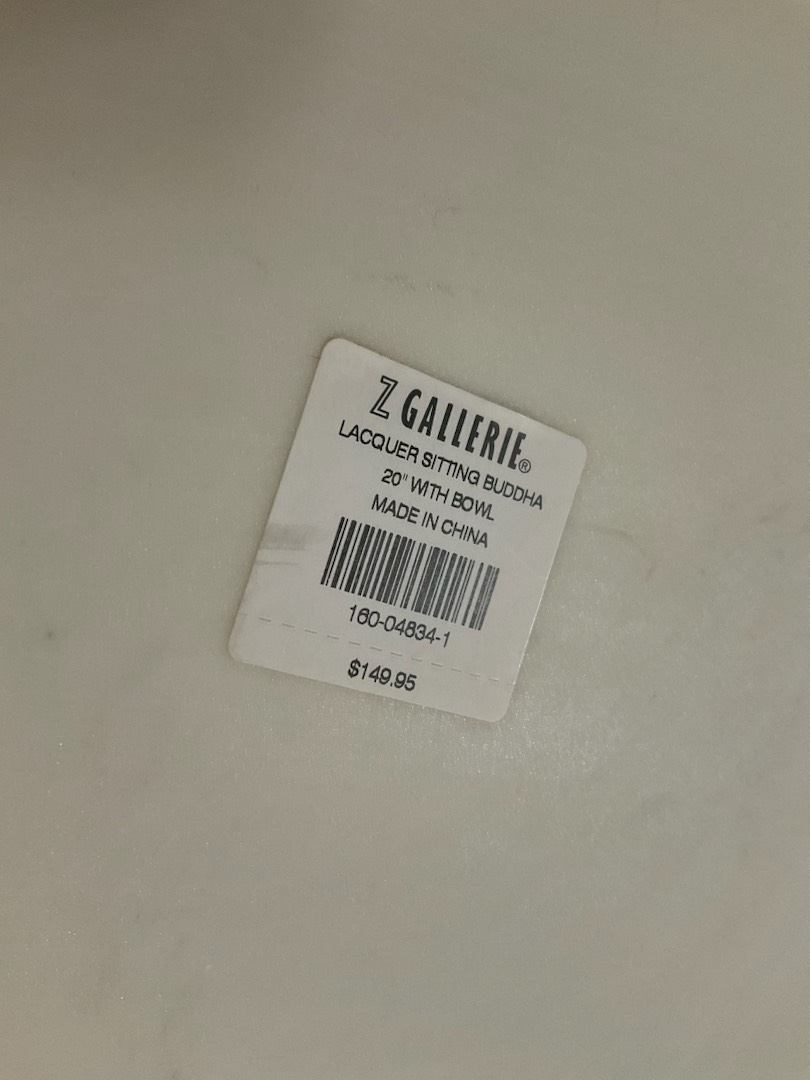 Z GALLERIE®
LACQUER SITTING BUDDHA
20" WITH BOWL
MADE IN CHINA
160-04834-1
$149.95